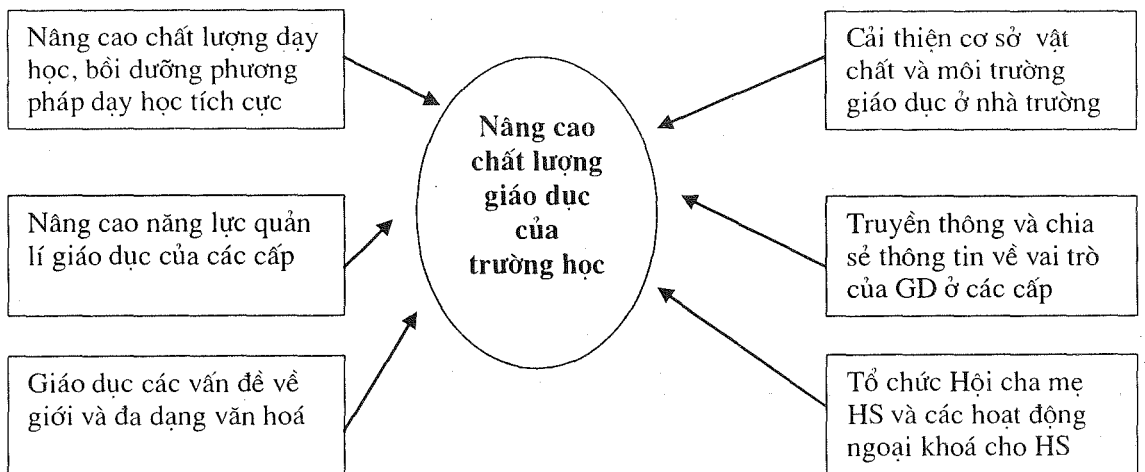 Nâng cao chất lượng dạy
học, bồi dưỡng phương
pháp dạy học tích cực
Nâng cao năng lực quản
lí giáo dục của các cấp
Giáo dục các vấn đề về
giới và đa dạng văn hoá
Nâng cao
chất lượng
giáo dục
của
trường học
Cải thiện cơ sở vật
chất và môi trường
giáo dục ở nhà trường
Truyền thông và chia
sẻ thông tin về vai trò
của GD ở các cấp
Tổ chức Hội cha mẹ
HS và các hoạt động
ngoại khoá cho HS